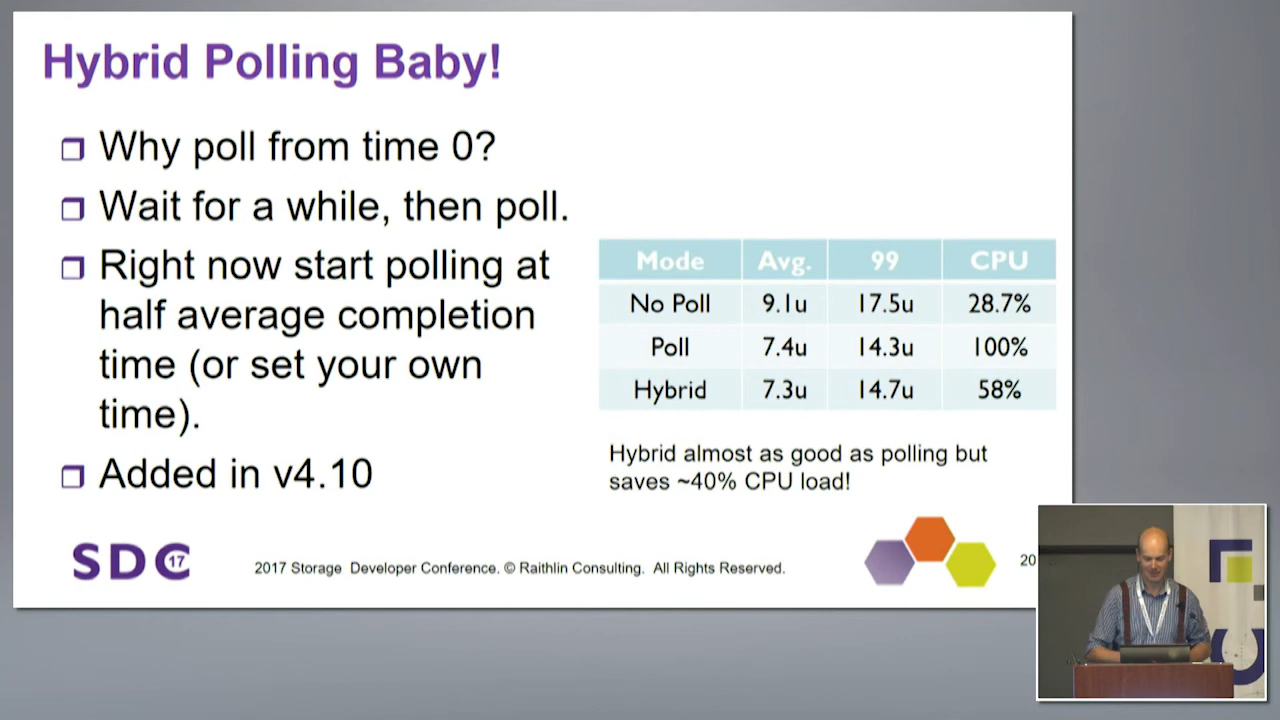 Hybrid Polling Baby!
Why poll from time 0?
Wait for a while, then poll.
Right now start polling at
half average completion
time (or set your own
time).
Added in v4.10
Mode Avg. 99 CPU
No Poll 9.1u 17.5u 28.7%
Poll 7.4u 14.3u 100%
Hybrid 7.3u 14.7u 58%
Hybrid almost as good as polling but
saves ~40% CPU load!
SDC 17
2017 Storage Developer Conference. © Raithlin Consulting. All Rights Reserved.
20